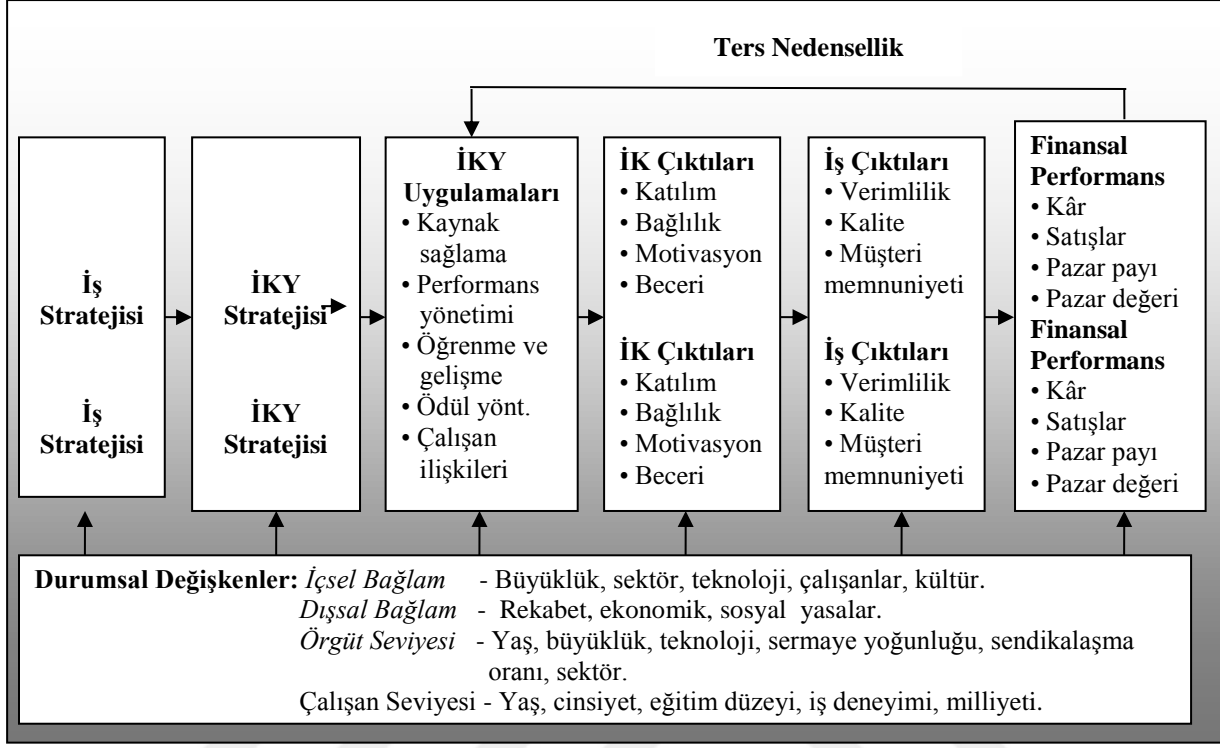 Ters Nedensellik
İş
Stratejisi
İş
Stratejisi
İKY
Stratejisi
İKY
Stratejisi
İKY
Uygulamaları
• Kaynak
sağlama
• Performans
yönetimi
• Öğrenme ve
gelişme
• Ödül yönt.
• Çalışan
ilişkileri
İK Çıktıları
• Katılım
• Bağlılık
• Motivasyon
• Beceri
İK Çıktıları
• Katılım
• Bağlılık
• Motivasyon
• Beceri
İş Çıktıları
• Verimlilik
• Kalite
• Müşteri
memnuniyeti
İş Çıktıları
• Verimlilik
• Kalite
• Müşteri
memnuniyeti
Finansal
Performans
• Kâr
• Satışlar
• Pazar payı
• Pazar değeri
Finansal
Performans
• Kâr
• Satışlar
• Pazar payı
• Pazar değeri
Durumsal Değişkenler: İçsel Bağlam - Büyüklük, sektör, teknoloji, çalışanlar, kültür.
Dışsal Bağlam - Rekabet, ekonomik, sosyal yasalar.
Örgüt Seviyesi - Yaş, büyüklük, teknoloji, sermaye yoğunluğu, sendikalaşma
oranı, sektör.
Çalışan Seviyesi - Yaş, cinsiyet, eğitim düzeyi, iş deneyimi, milliyeti.